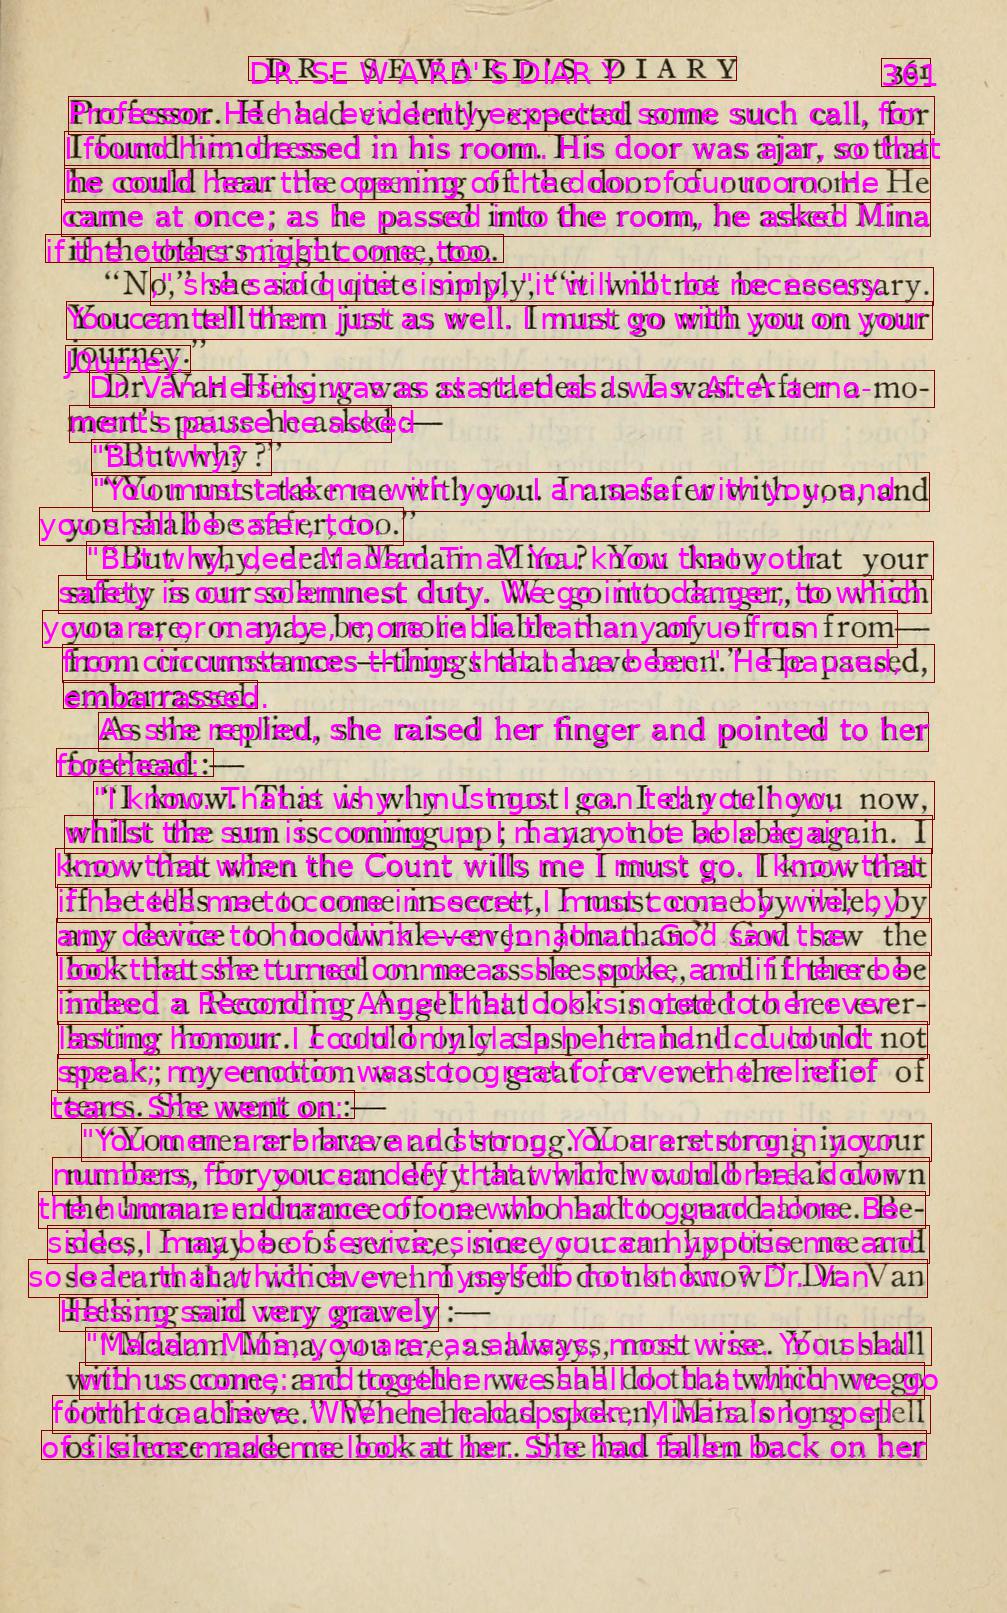 DR. SEWARD'S DIARY 361
Professor. He had evidently expected some such call, for
I found him dressed in his room. His door was ajar, so that
he could hear the opening of the door of our room. He
came at once; as he passed into the room, he asked Mina
if the others might come, too.
“No,” she said quite simply, “it will not be necessary.
You can tell them just as well. I must go with you on your
journey.”
Dr. Van Helsing was as startled as I was. After a mo-
ment's pause he asked:—
“But why?”
“You must take me with you. I am safer with you, and
you shall be safer, too.”
“But why, dear Madam Mina? You know that your
safety is our solemnest duty. We go into danger, to which
you are, or may be, more liable than any of us from—
from circumstances—things that have been.” He paused,
embarrassed.
As she replied, she raised her finger and pointed to her
forehead:—
“I know. That is why I must go. I can tell you now,
whilst the sun is coming up; I may not be able again. I
know that when the Count wills me I must go. I know that
if he tells me to come in secret, I must come by wile; by
any device to hoodwink—even Jonathan.” God saw the
look that she turned on me as she spoke, and if there be
indeed a Recording Angel that look is noted to her ever-
lasting honour. I could only clasp her hand. I could not
speak; my emotion was too great for even the relief of
tears. She went on:—
“You men are brave and strong. You are strong in your
numbers, for you can defy that which would break down
the human endurance of one who had to guard alone. Be-
sides, I may be of service, since you can hypnotise me and
so learn that which even I myself do not know.” Dr. Van
Helsing said very gravely:—
“Madam Mina, you are, as always, most wise. You shall
with us come; and together we shall do that which we go
forth to achieve.” When he had spoken, Mina's long spell
of silence made me look at her. She had fallen back on her